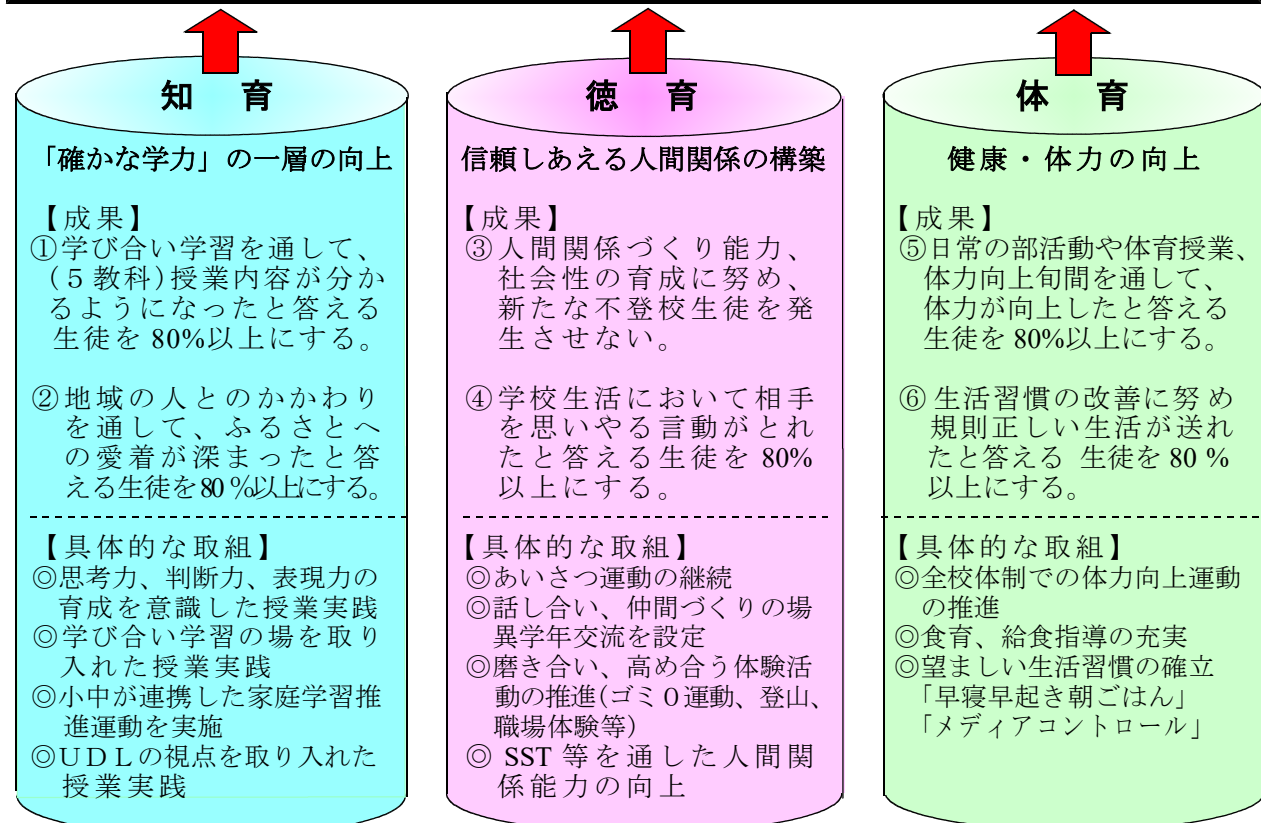 知 育
「確かな学力」の一層の向上
【成果】
①学び合い学習を通して、
(5教科)授業内容が分か
るようになったと答える
生徒を 80%以上にする。
②地域の人とのかかわり
を通して、ふるさとへ
の愛着が深まったと答
える生徒を80%以上にする。
【具体的な取組】
◎思考力、判断力、表現力の
育成を意識した授業実践
◎学び合い学習の場を取り
入れた授業実践
◎小中が連携した家庭学習推
進運動を実施
◎UDLの視点を取り入れた
授業実践
徳 育
信頼しあえる人間関係の構築
【成果】
③人間関係づくり能力、
社会性の育成に努め、
新たな不登校生徒を発
生させない。
④学校生活において相手
を思いやる言動がとれ
たと答える生徒を 80%
以上にする。
【具体的な取組】
◎あいさつ運動の継続
◎話し合い、仲間づくりの場
異学年交流を設定
◎磨き合い、高め合う体験活
動の推進(ゴミ0運動、登山、
職場体験等)
◎ SST 等を通した人間関
係能力の向上
体 育
健康・体力の向上
【成果】
⑤日常の部活動や体育授業、
体力向上旬間を通して、
体力が向上したと答える
生徒を 80%以上にする。
⑥生活習慣の改善に努め
規則正しい生活が送れ
たと答える 生徒を 80 %
以上にする。
【具体的な取組】
◎全校体制での体力向上運動
の推進
◎食育、給食指導の充実
◎望ましい生活習慣の確立
「早寝早起き朝ごはん」
「メディアコントロール」